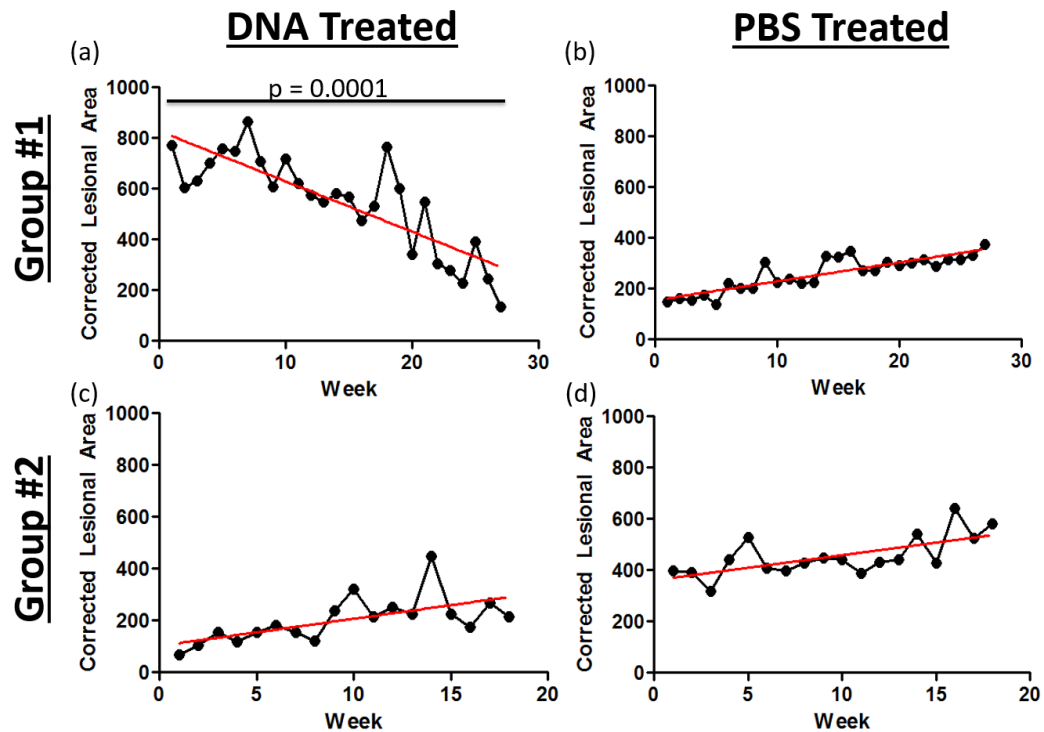 DNA Treated
PBS Treated
Group #1
Group #2
(a)
p = 0.0001
Corrected Lesional Area
1000
800
600
400
200
0
0 10 20 30
Week
(b)
Corrected Lesional Area
1000
800
600
400
200
0
0 10 20 30
Week
(c)
Corrected Lesional Area
1000
800
600
400
200
0
0 5 10 15 20
Week
(d)
Corrected Lesional Area
1000
800
600
400
200
0
0 5 10 15 20
Week